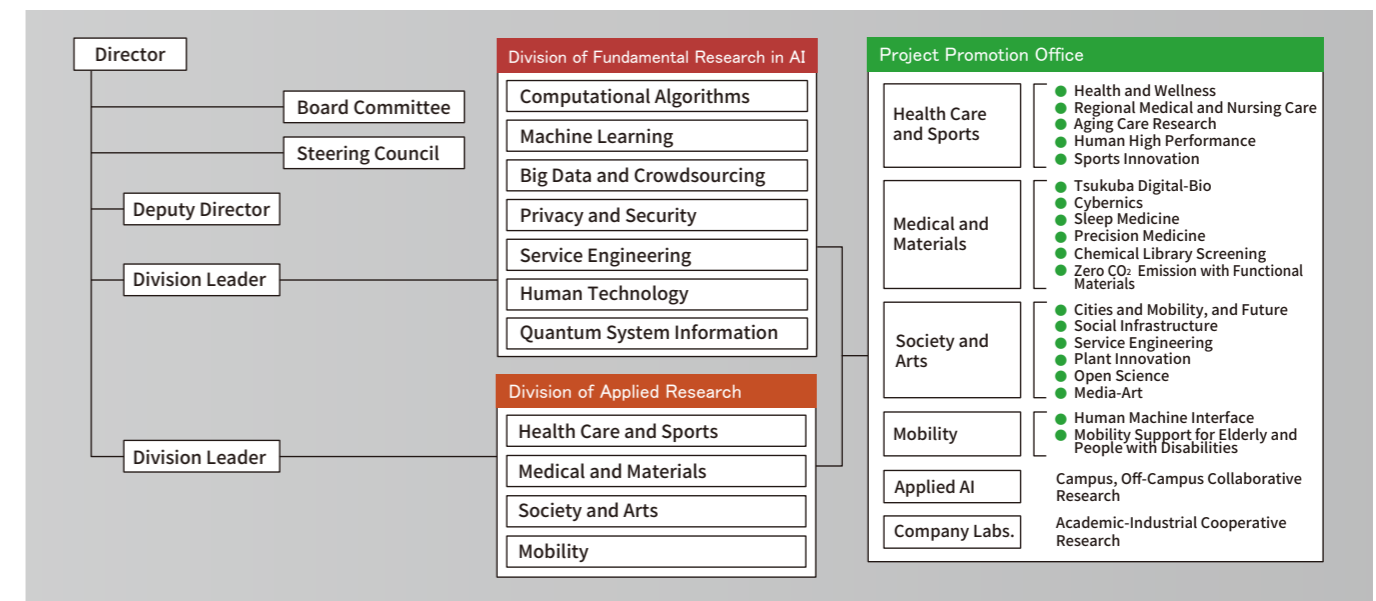 Director
Board Committee
Steering Council
Deputy Director
Division Leader
Division Leader
Division of Fundamental Research in AI
Computational Algorithms
Machine Learning
Big Data and Crowdsourcing
Privacy and Security
Service Engineering
Human Technology
Quantum System Information
Division of Applied Research
Health Care and Sports
Medical and Materials
Society and Arts
Mobility
Project Promotion Office
Health Care
and Sports
Health and Wellness
Regional Medical and Nursing Care
Aging Care Research
Human High Performance
Sports Innovation
Medical and
Materials
Tsukuba Digital-Bio
Cybernics
Sleep Medicine
Precision Medicine
Chemical Library Screening
Zero CO₂ Emission with Functional
Materials
Society and
Arts
Cities and Mobility, and Future
Social Infrastructure
Service Engineering
Plant Innovation
Open Science
Media-Art
Mobility
Human Machine Interface
Mobility Support for Elderly and
People with Disabilities
Applied AI
Campus, Off-Campus Collaborative
Research
Company Labs.
Academic-Industrial Cooperative
Research